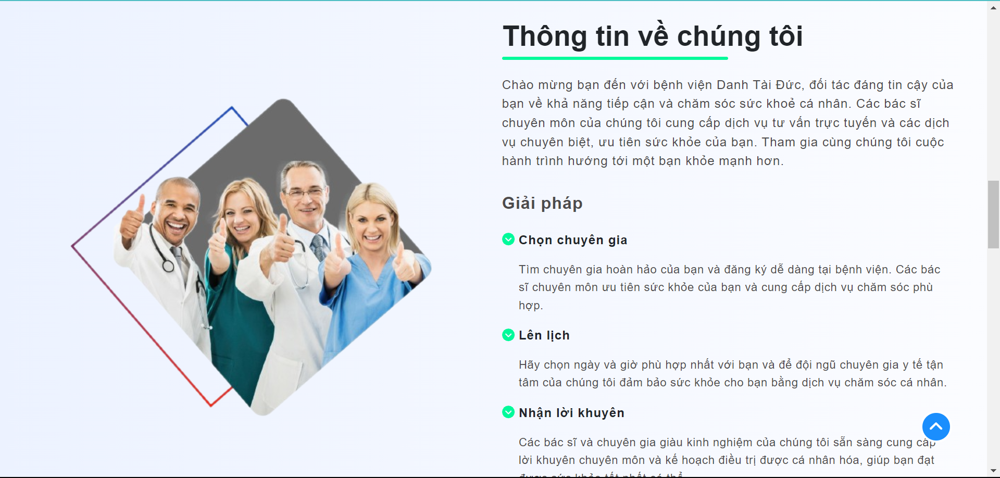 Thông tin về chúng tôi
Chào mừng bạn đến với bệnh viện Danh Tài Đức, đối tác đáng tin cậy của
bạn về khả năng tiếp cận và chăm sóc sức khoẻ cá nhân. Các bác sĩ
chuyên môn của chúng tôi cung cấp dịch vụ tư vấn trực tuyến và các dịch
vụ chuyên biệt, ưu tiên sức khỏe của bạn. Tham gia cùng chúng tôi cuộc
hành trình hướng tới một bạn khỏe mạnh hơn.
Giải pháp
Chọn chuyên gia
Tìm chuyên gia hoàn hảo của bạn và đăng ký dễ dàng tại bệnh viện. Các bác
sĩ chuyên môn ưu tiên sức khỏe của bạn và cung cấp dịch vụ chăm sóc phù
hợp.
Lên lịch
Hãy chọn ngày và giờ phù hợp nhất với bạn và để đội ngũ chuyên gia y tế tận
tâm của chúng tôi đảm bảo sức khỏe cho bạn bằng dịch vụ chăm sóc cá nhân.
Nhận lời khuyên
Các bác sĩ và chuyên gia giàu kinh nghiệm của chúng tôi sẵn sàng cung cấp
lời khuyên chuyên môn và kế hoạch điều trị được cá nhân hóa, giúp bạn đạt
được sức khỏe tốt nhất có thể.